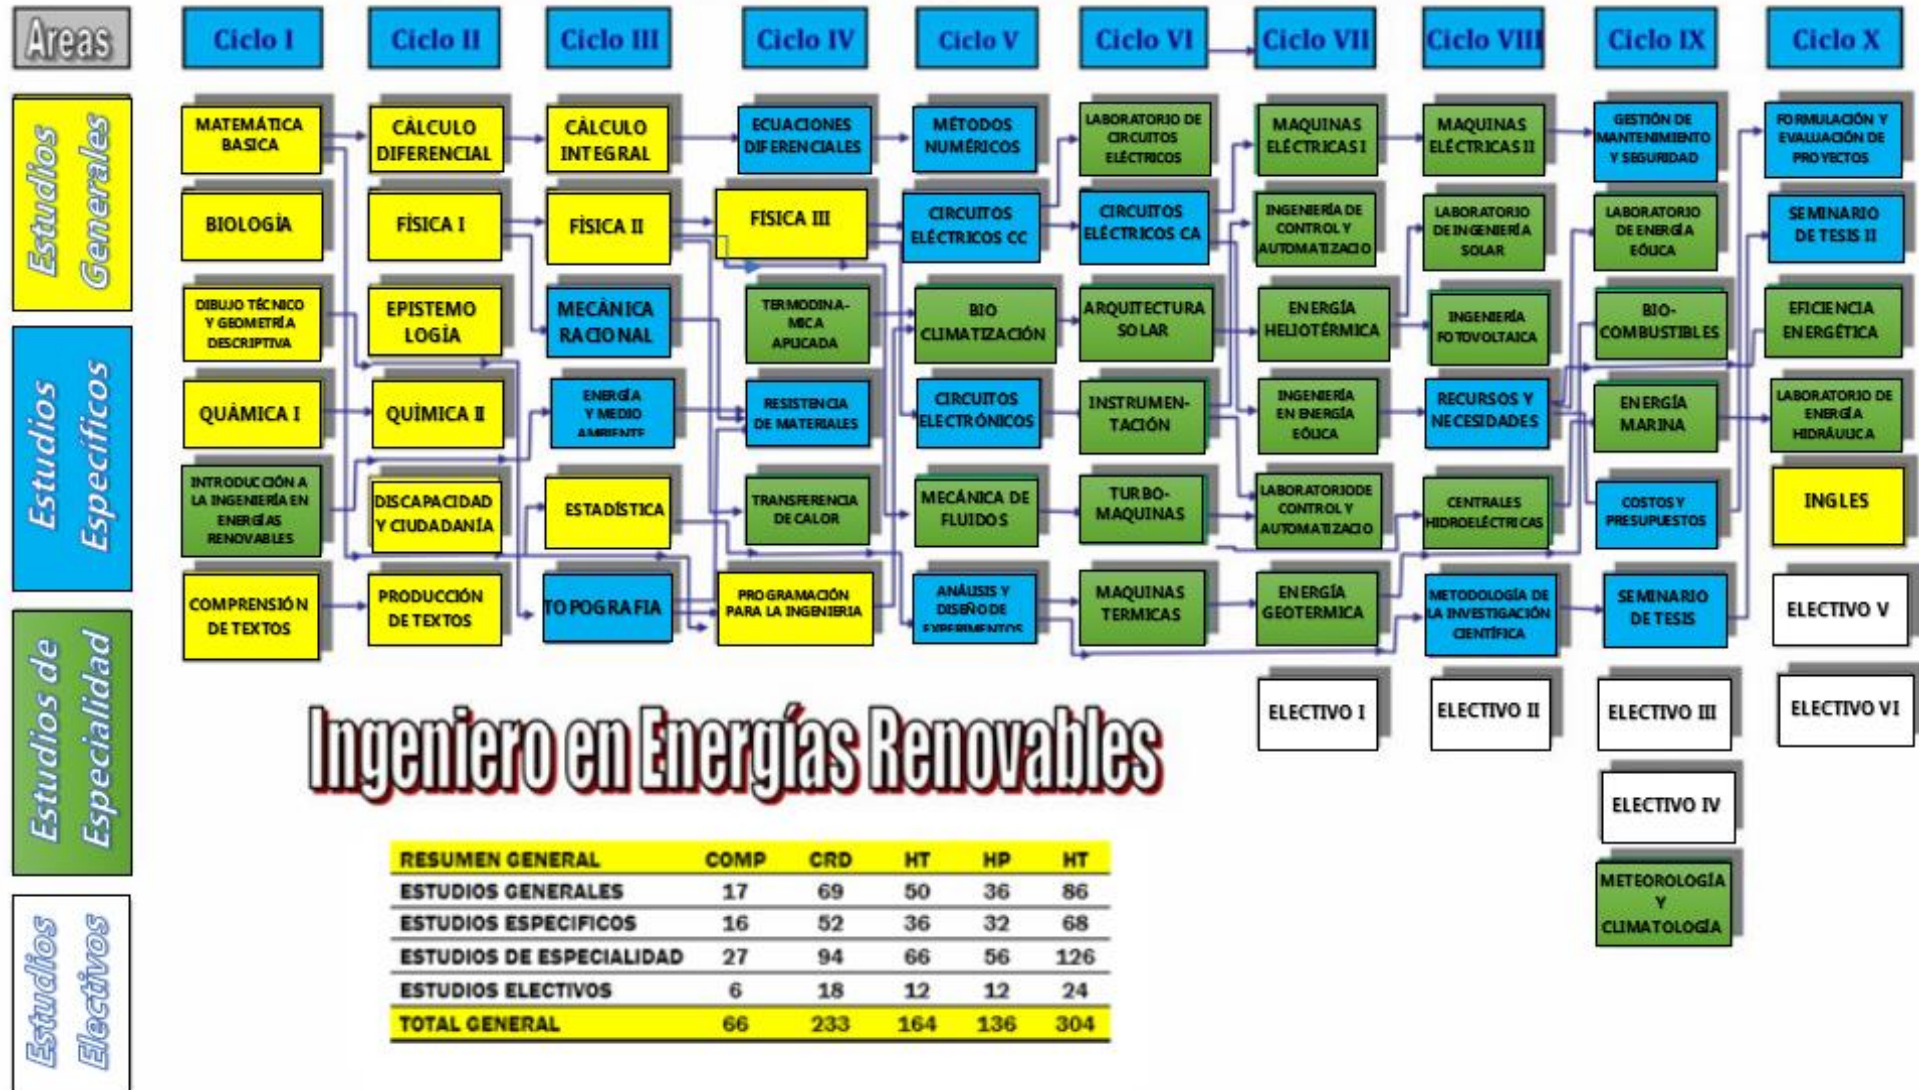 Areas
Ciclo I
Ciclo II
Ciclo III
Ciclo IV
Ciclo V
Ciclo VI
Ciclo VII
Ciclo VIII
Ciclo IX
Ciclo X
Estudios
Generales
Estudios
Específicos
Estudios de
Especialidad
Estudios
Electivos
MATEMÁTICA
BASICA
CÀLCULO
DIFERENCIAL
CÀLCULO
INTEGRAL
ECUACIONES
DIFERENCIALES
MÉTODOS
NUMÉRICOS
LABORATORIO DE
CIRCUITOS
ELÉCTRICOS
MAQUINAS
ELÉCTRICAS I
MAQUINAS
ELÉCTRICAS II
GESTIÓN DE
MANTENIMIENTO
Y SEGURIDAD
FORMULACIÓN Y
EVALUACIÓN DE
PROYECTOS
BIOLOGÌA
FÌSICA I
FÌSICA II
FÌSICA III
CIRCUITOS
ELÉCTRICOS CC
CIRCUITOS
ELÉCTRICOS CA
INGENIERÍA DE
CONTROL Y
AUTOMATIZACIO
LABORATORIO
DE INGENIERÍA
SOLAR
LABORATORIO
DE ENERGÍA
EÓLICA
SEMINARIO
DE TESIS II
DIBUJO TÉCNICO
Y GEOMETRÍA
DESCRIPTIVA
EPISTEMO
LOGÍA
MECÀNICA
RACIONAL
TERMODINA-
MICA
APLICADA
BIO
CLIMATIZACIÓN
ARQUITECTURA
SOLAR
ENERGÍA
HELIOTÉRMICA
INGENIERÍA
FOTOVOLTAICA
BIO-
COMBUSTIBLES
EFICIENCIA
ENERGÉTICA
QUÀMICA I
QUÌMICA II
ENERGÍA
Y MEDIO
AMBIENTE
RESISTENCIA
DE MATERIALES
CIRCUITOS
ELECTRÓNICOS
INSTRUMEN-
TACIÓN
INGENIERÍA
EN ENERGÍA
EÓLICA
RECURSOS Y
NECESIDADES
ENERGÍA
MARINA
LABORATORIO DE
ENERGÍA
HIDRÁULICA
INTRODUCCIÓN A
LA INGENIERÍA EN
ENERGÍAS
RENOVABLES
DISCAPACIDAD
Y CIUDADANÍA
ESTADÌSTICA
TRANSFERENCIA
DE CALOR
MECÁNICA DE
FLUIDOS
TURBO-
MAQUINAS
LABORATORIODE
CONTROL Y
AUTOMATIZACIO
CENTRALES
HIDROELÉCTRICAS
COSTOS Y
PRESUPUESTOS
INGLES
COMPRENSIÓN
DE TEXTOS
PRODUCCIÓN
DE TEXTOS
TOPOGRAFIA
PROGRAMACIÓN
PARA LA INGENIERIA
ANÁLISIS Y
DISEÑO DE
EXPERIMENTOS
MAQUINAS
TERMICAS
ENERGÍA
GEOTERMICA
METODOLOGÍA DE
LA INVESTIGACIÓN
CIENTÍFICA
SEMINARIO
DE TESIS
ELECTIVO V
ELECTIVO I
ELECTIVO II
ELECTIVO III
ELECTIVO VI
ELECTIVO IV
METEOROLOGÍA
Y
CLIMATOLOGÍA
Ingeniero en Energías Renovables
RESUMEN GENERAL COMP CRD HT HP HT
ESTUDIOS GENERALES 17 69 50 36 86
ESTUDIOS ESPECIFICOS 16 52 36 32 68
ESTUDIOS DE ESPECIALIDAD 27 94 66 56 126
ESTUDIOS ELECTIVOS 6 18 12 12 24
TOTAL GENERAL 66 233 164 136 304